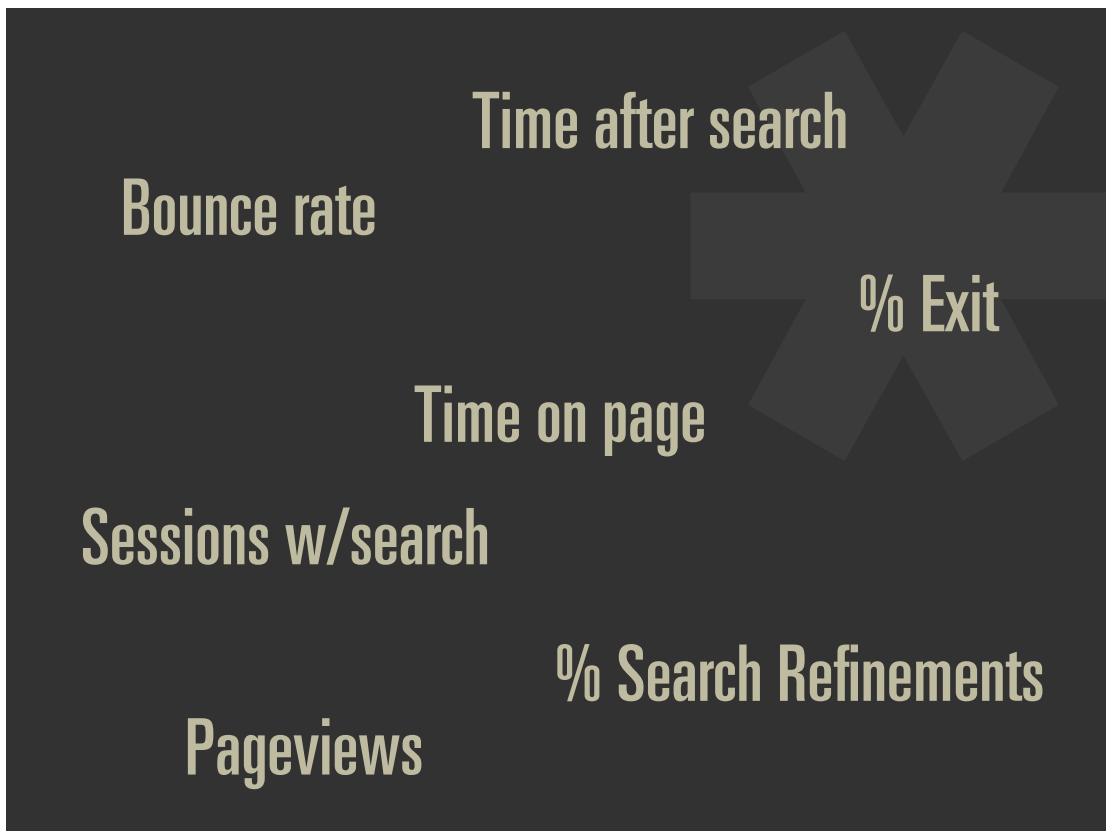 Time after search
Bounce rate
% Exit
Time on page
Sessions w/search
% Search Refinements
Pageviews